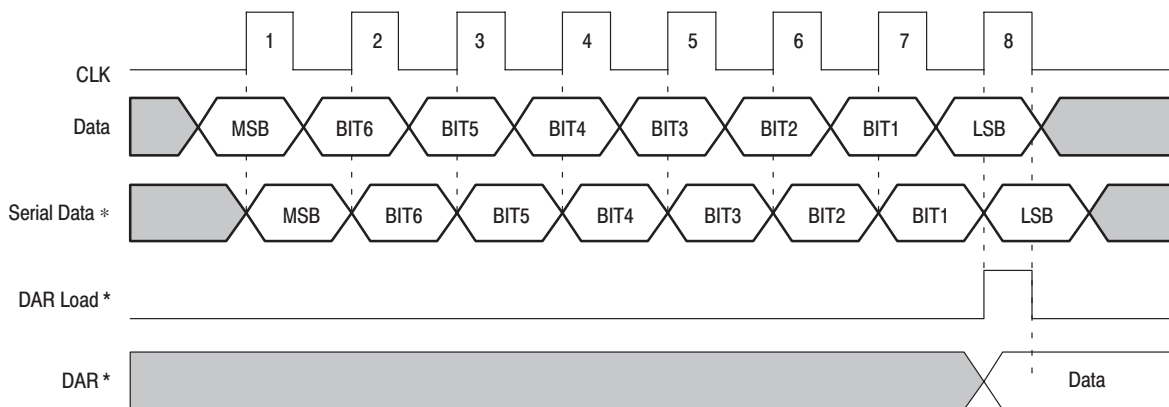 1 2 3 4 5 6 7 8
CLK
Data MSB BIT6 BIT5 BIT4 BIT3 BIT2 BIT1 LSB
Serial Data * MSB BIT6 BIT5 BIT4 BIT3 BIT2 BIT1 LSB
DAR Load *
DAR * Data